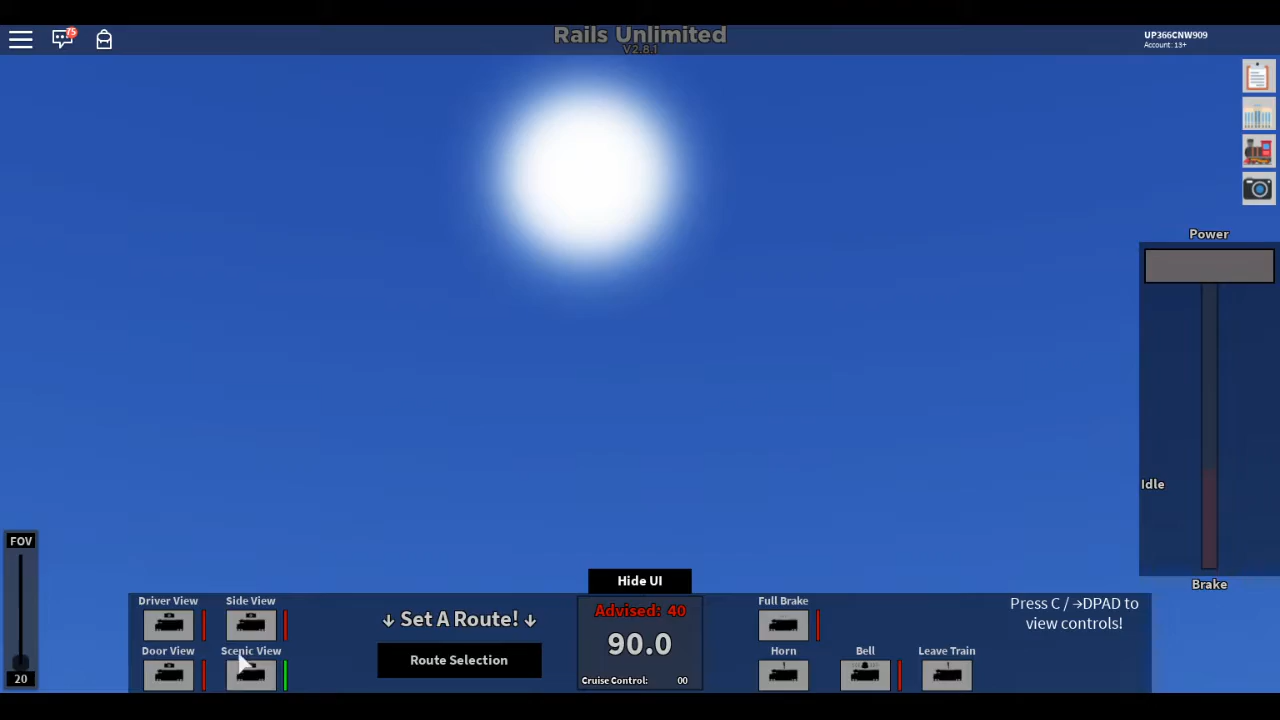 Rails Unlimited
V2.8.1
75
UP366CNW909
Account: 13+
Power
Idle
Brake
FOV
20
Hide UI
Driver View
Side View
Door View
Scenic View
↓ Set A Route! ↓
Route Selection
Advised: 40
90.0
Cruise Control: 00
Full Brake
Horn
Bell
Leave Train
Press C / →DPAD to
view controls!